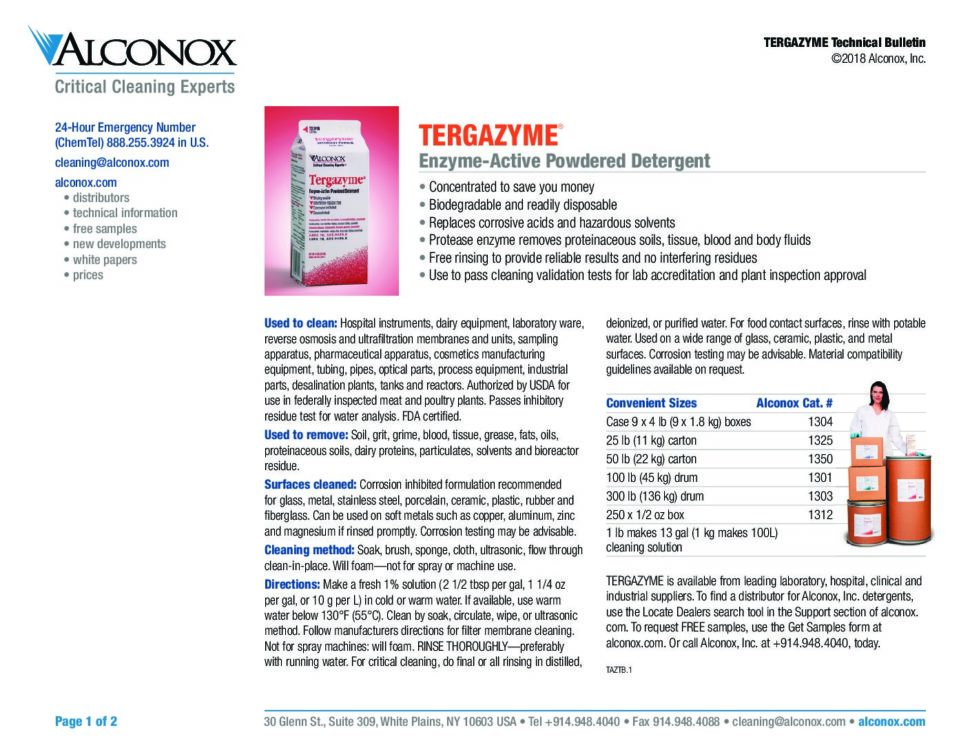 ALCONOX
Critical Cleaning Experts
TERGAZYME Technical Bulletin
©2018 Alconox, Inc.
24-Hour Emergency Number
(ChemTel) 888.255.3924 in U.S.
cleaning@alconox.com
alconox.com
• distributors
• technical information
• free samples
• new developments
• white papers
• prices
ALCONOX
Tergazyme
TERGAZYME®
Enzyme-Active Powdered Detergent
• Concentrated to save you money
• Biodegradable and readily disposable
• Replaces corrosive acids and hazardous solvents
• Protease enzyme removes proteinaceous soils, tissue, blood and body fluids
• Free rinsing to provide reliable results and no interfering residues
• Use to pass cleaning validation tests for lab accreditation and plant inspection approval
Used to clean: Hospital instruments, dairy equipment, laboratory ware,
reverse osmosis and ultrafiltration membranes and units, sampling
apparatus, pharmaceutical apparatus, cosmetics manufacturing
equipment, tubing, pipes, optical parts, process equipment, industrial
parts, desalination plants, tanks and reactors. Authorized by USDA for
use in federally inspected meat and poultry plants. Passes inhibitory
residue test for water analysis. FDA certified.
Used to remove: Soil, grit, grime, blood, tissue, grease, fats, oils,
proteinaceous soils, dairy proteins, particulates, solvents and bioreactor
residue.
Surfaces cleaned: Corrosion inhibited formulation recommended
for glass, metal, stainless steel, porcelain, ceramic, plastic, rubber and
fiberglass. Can be used on soft metals such as copper, aluminum, zinc
and magnesium if rinsed promptly. Corrosion testing may be advisable.
Cleaning method: Soak, brush, sponge, cloth, ultrasonic, flow through
clean-in-place. Will foam—not for spray or machine use.
Directions: Make a fresh 1% solution (2 1/2 tbsp per gal, 1 1/4 oz
per gal, or 10 g per L) in cold or warm water. If available, use warm
water below 130°F (55°C). Clean by soak, circulate, wipe, or ultrasonic
method. Follow manufacturers directions for filter membrane cleaning.
Not for spray machines: will foam. RINSE THOROUGHLY—preferably
with running water. For critical cleaning, do final or all rinsing in distilled,
deionized, or purified water. For food contact surfaces, rinse with potable
water. Used on a wide range of glass, ceramic, plastic, and metal
surfaces. Corrosion testing may be advisable. Material compatibility
guidelines available on request.
Convenient Sizes Alconox Cat. #
Case 9 x 4 lb (9 x 1.8 kg) boxes 1304
25 lb (11 kg) carton 1325
50 lb (22 kg) carton 1350
100 lb (45 kg) drum 1301
300 lb (136 kg) drum 1303
250 x 1/2 oz box 1312
1 lb makes 13 gal (1 kg makes 100L)
cleaning solution
TERGAZYME is available from leading laboratory, hospital, clinical and
industrial suppliers. To find a distributor for Alconox, Inc. detergents,
use the Locate Dealers search tool in the Support section of alconox.
com. To request FREE samples, use the Get Samples form at
alconox.com. Or call Alconox, Inc. at +914.948.4040, today.
TAZTB.1
Page 1 of 2
30 Glenn St., Suite 309, White Plains, NY 10603 USA • Tel +914.948.4040 • Fax 914.948.4088 • cleaning@alconox.com • alconox.com